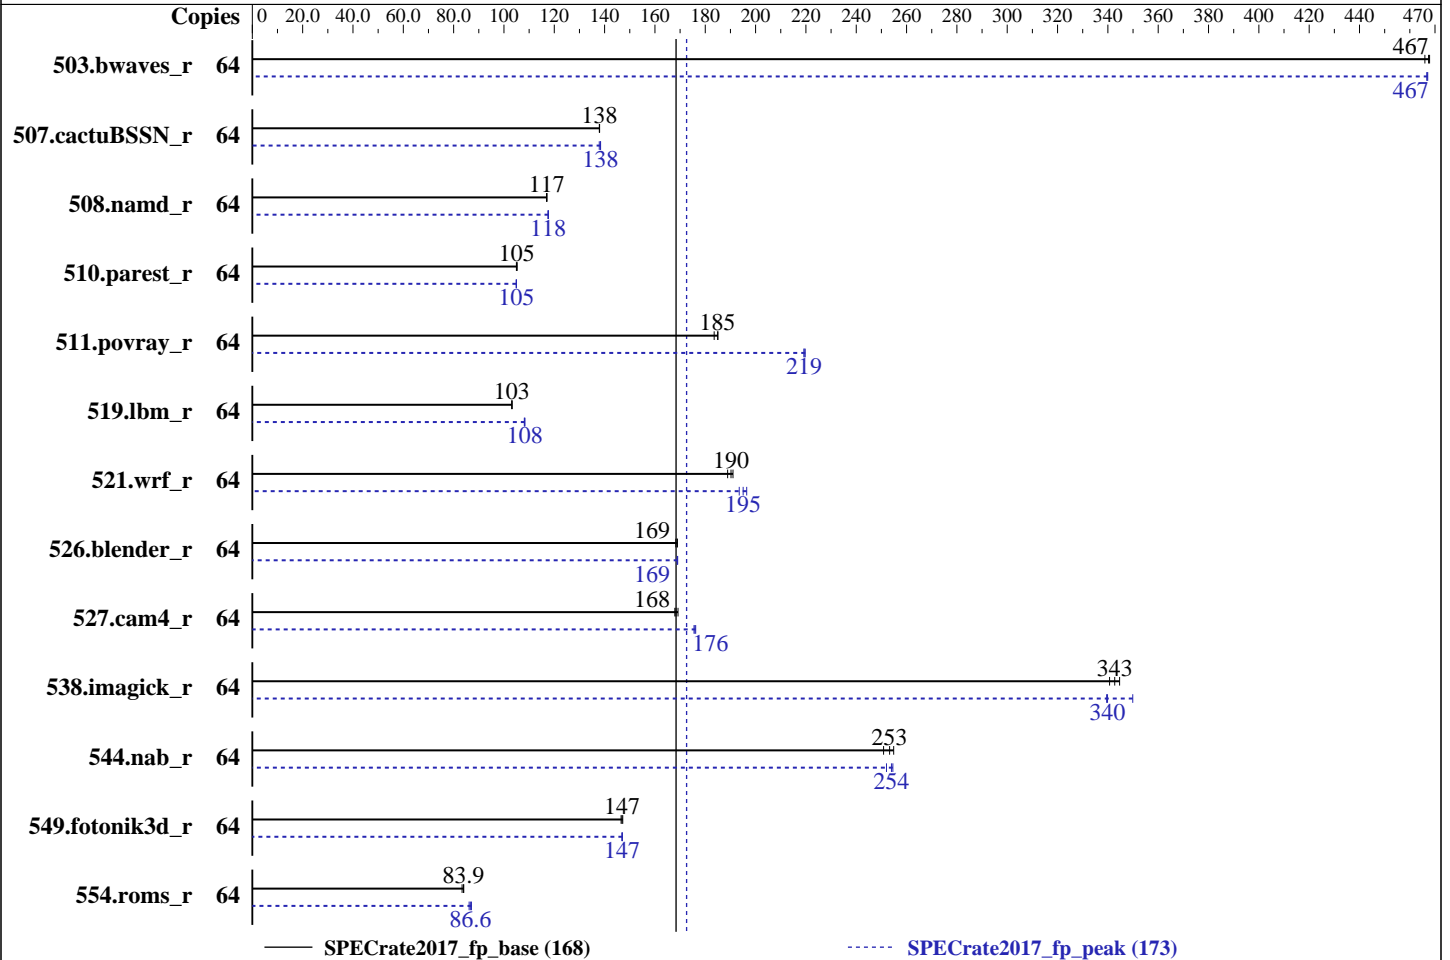 Copies 0 20.0 40.0 60.0 80.0 100 120 140 160 180 200 220 240 260 280 300 320 340 360 380 400 420 440 470
503.bwaves_r 64 467
467
507.cactuBSSN_r 64 138
138
508.namd_r 64 117
118
510.parest_r 64 105
105
511.povray_r 64 185
219
519.lbm_r 64 103
108
521.wrf_r 64 190
195
526.blender_r 64 169
169
527.cam4_r 64 168
176
538.imagick_r 64 343
340
544.nab_r 64 253
254
549.fotonik3d_r 64 147
147
554.roms_r 64 83.9
86.6
SPECrate2017_fp_base (168) SPECrate2017_fp_peak (173)